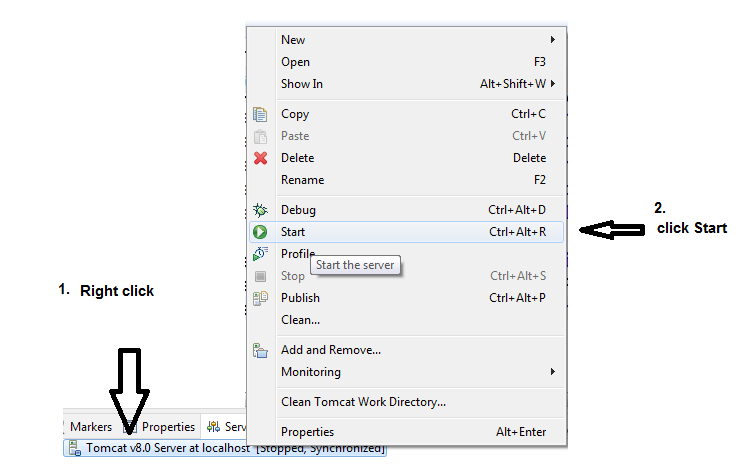 New
Open F3
Show In Alt+Shift+W
Copy Ctrl+C
Paste Ctrl+V
Delete Delete
Rename F2
Debug Ctrl+Alt+D
Start Ctrl+Alt+R
Profile
Start the server
Stop Ctrl+Alt+S
Publish Ctrl+Alt+P
Clean...
Add and Remove...
Monitoring
Clean Tomcat Work Directory...
Properties Alt+Enter
2.
click Start
1. Right click
Markers Properties Serv
Tomcat v8.0 Server at localhost [Stopped, Synchronized]